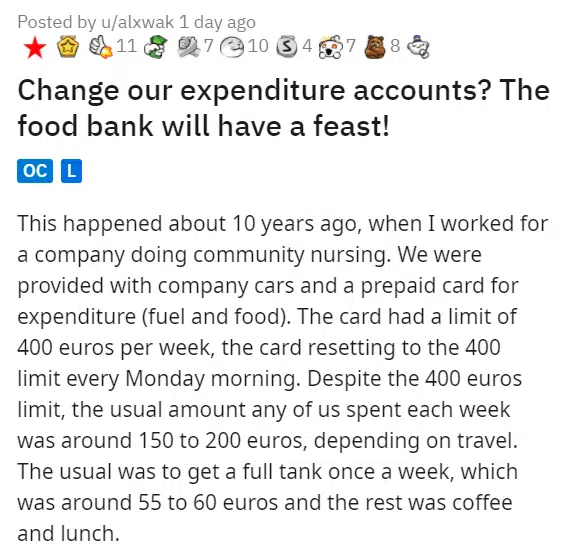 Posted by u/alxwak 1 day ago
11 7 10 S 4 7 8
Change our expenditure accounts? The
food bank will have a feast!
OC L
This happened about 10 years ago, when I worked for
a company doing community nursing. We were
provided with company cars and a prepaid card for
expenditure (fuel and food). The card had a limit of
400 euros per week, the card resetting to the 400
limit every Monday morning. Despite the 400 euros
limit, the usual amount any of us spent each week
was around 150 to 200 euros, depending on travel.
The usual was to get a full tank once a week, which
was around 55 to 60 euros and the rest was coffee
and lunch.